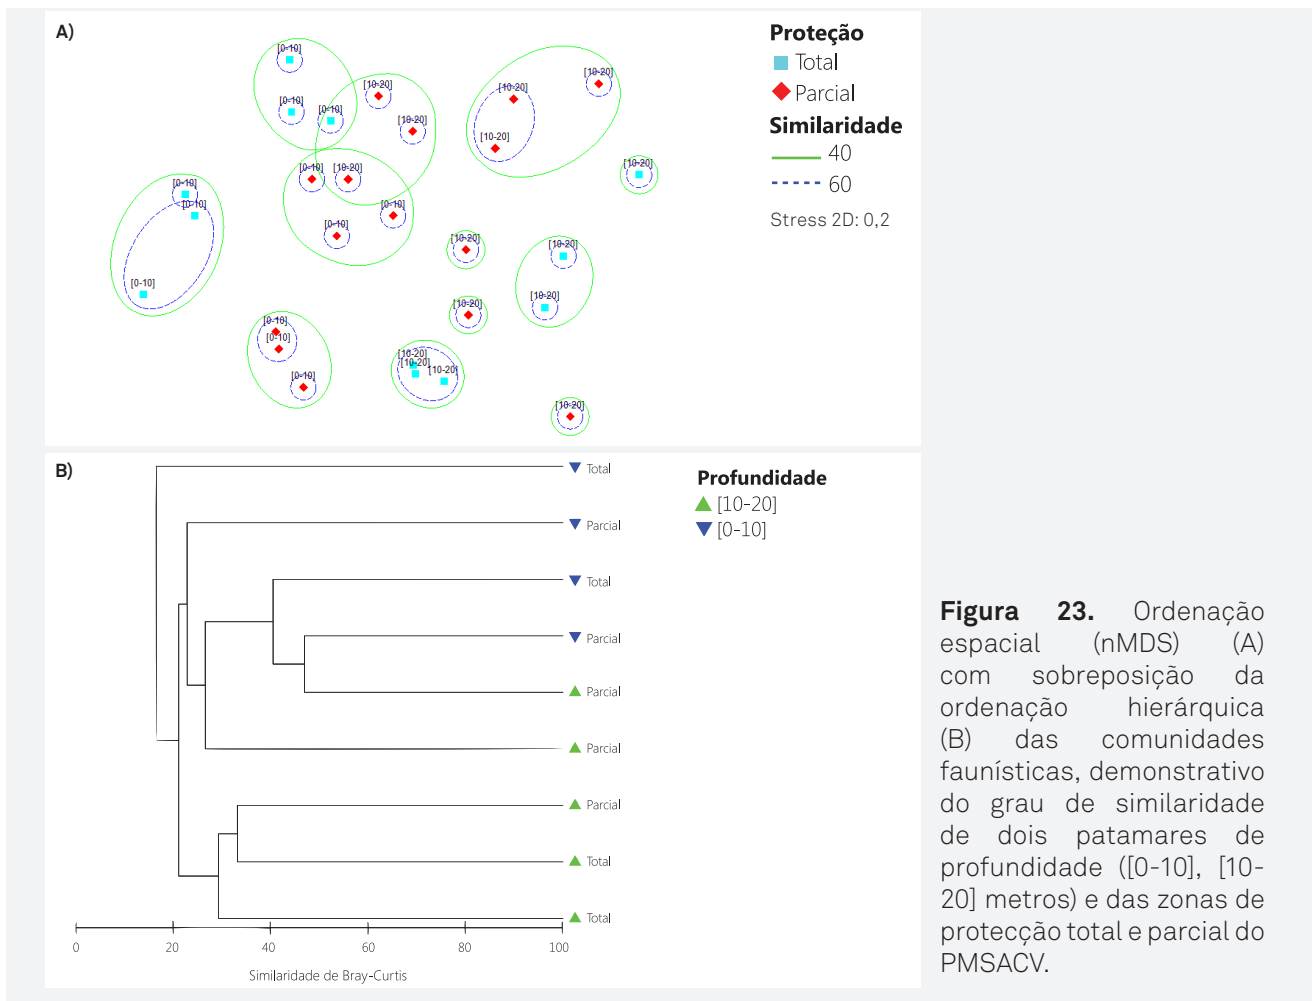 A)
[0-10]
[0-10]
[0-10]
[10-20]
[10-20]
[10-20]
[10-20]
[10-20]
[10-20]
[0-10]
[10-20]
[0-10]
[0-10]
[0-10]
[0-10]
[0-10]
[10-20]
[10-20]
[10-20]
[10-20]
[0-10]
[0-10]
[0-10]
[10-20]
[10-20]
[10-20]
[10-20]
Proteção
Total
Parcial
Similaridade
40
60
Stress 2D: 0,2
B)
Total
Parcial
Total
Parcial
Parcial
Parcial
Parcial
Total
Total
0
20
40
60
80
100
Similaridade de Bray-Curtis
Profundidade
[10-20]
[0-10]
Figura 23. Ordenação
espacial (nMDS) (A)
com sobreposição da
ordenação hierárquica
(B) das comunidades
faunísticas, demonstrativo
do grau de similaridade
de dois patamares de
profundidade ([0-10], [10-
20] metros) e das zonas de
protecção total e parcial do
PMSACV.